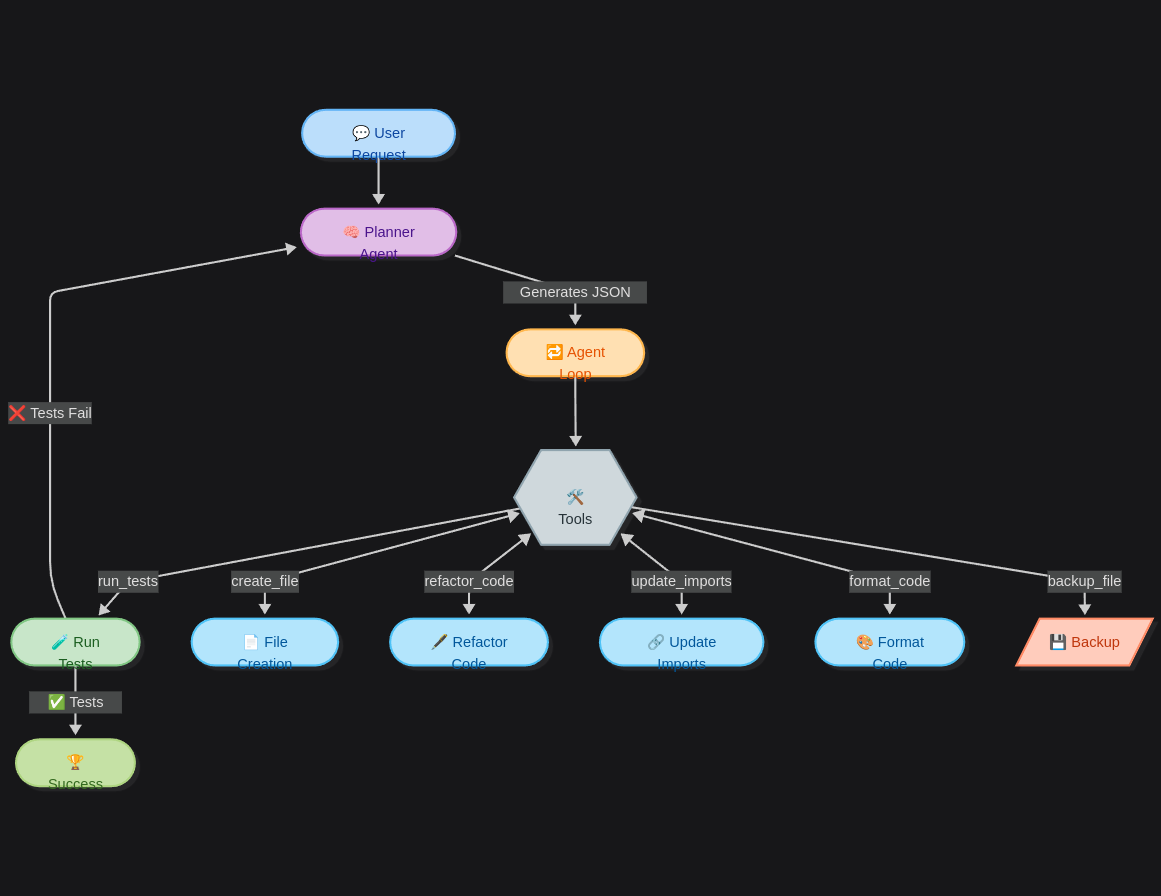 💬 User
Request
🧠 Planner
Agent
Generates JSON
🔁 Agent
Loop
❌ Tests Fail
🛠️
Tools
run_tests
create_file
refactor_code
update_imports
format_code
backup_file
🧪 Run
Tests
📄 File
Creation
🖋️ Refactor
Code
🔗 Update
Imports
🎨 Format
Code
💾 Backup
✅ Tests
🏆
Success